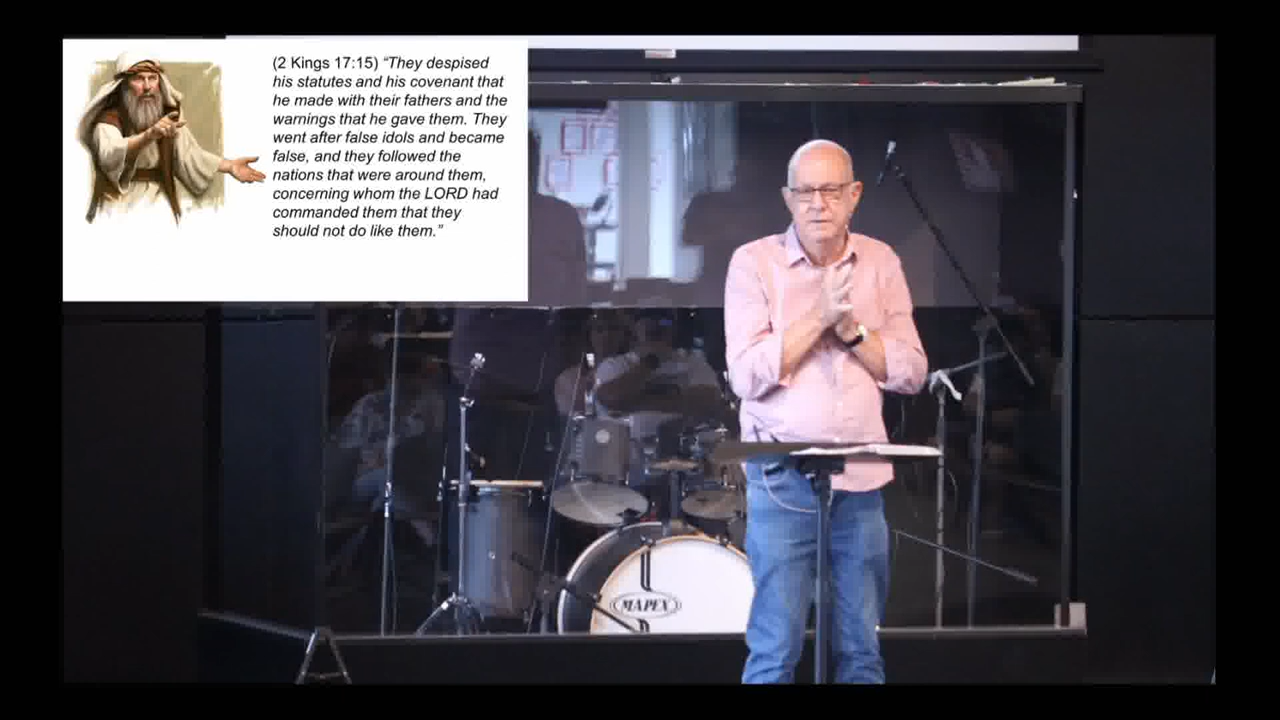 (2 Kings 17:15) “They despised
his statutes and his covenant that
he made with their fathers and the
warnings that he gave them. They
went after false idols and became
false, and they followed the
nations that were around them,
concerning whom the LORD had
commanded them that they
should not do like them.”
MAPEX